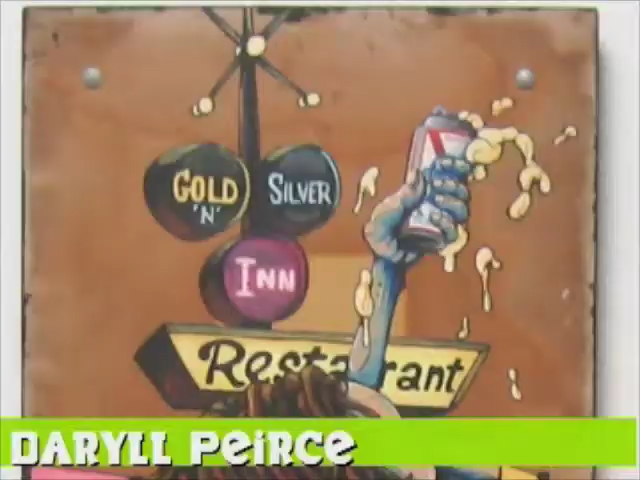 GOLD
'N'
SILVER
INN
Restaurant
DARYLL PEIRCE